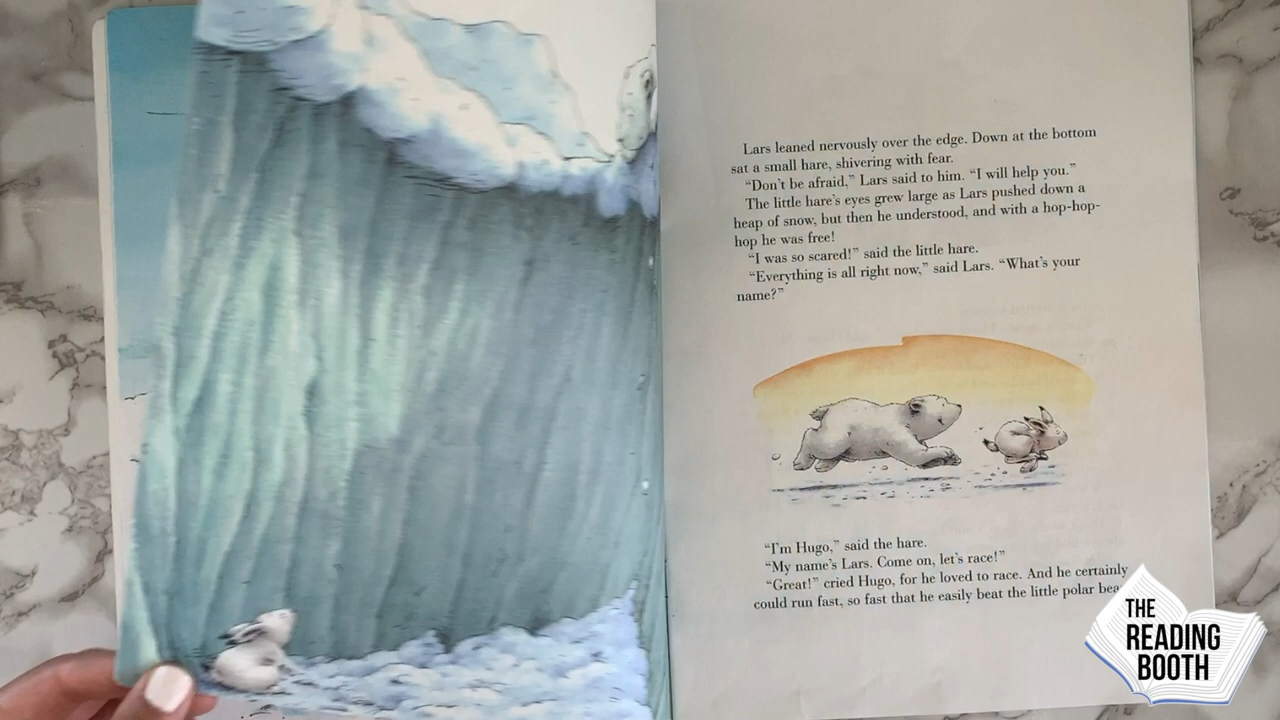 Lars leaned nervously over the edge. Down at the bottom
sat a small hare, shivering with fear.
“Don’t be afraid,” Lars said to him. “I will help you.”
The little hare’s eyes grew large as Lars pushed down a
heap of snow, but then he understood, and with a hop-hop-
hop he was free!
“I was so scared!” said the little hare.
“Everything is all right now,” said Lars. “What’s your
name?”
“I’m Hugo,” said the hare.
“My name’s Lars. Come on, let’s race!”
“Great!” cried Hugo, for he loved to race. And he certainly
could run fast, so fast that he easily beat the little polar
THE
READING
BOOTH